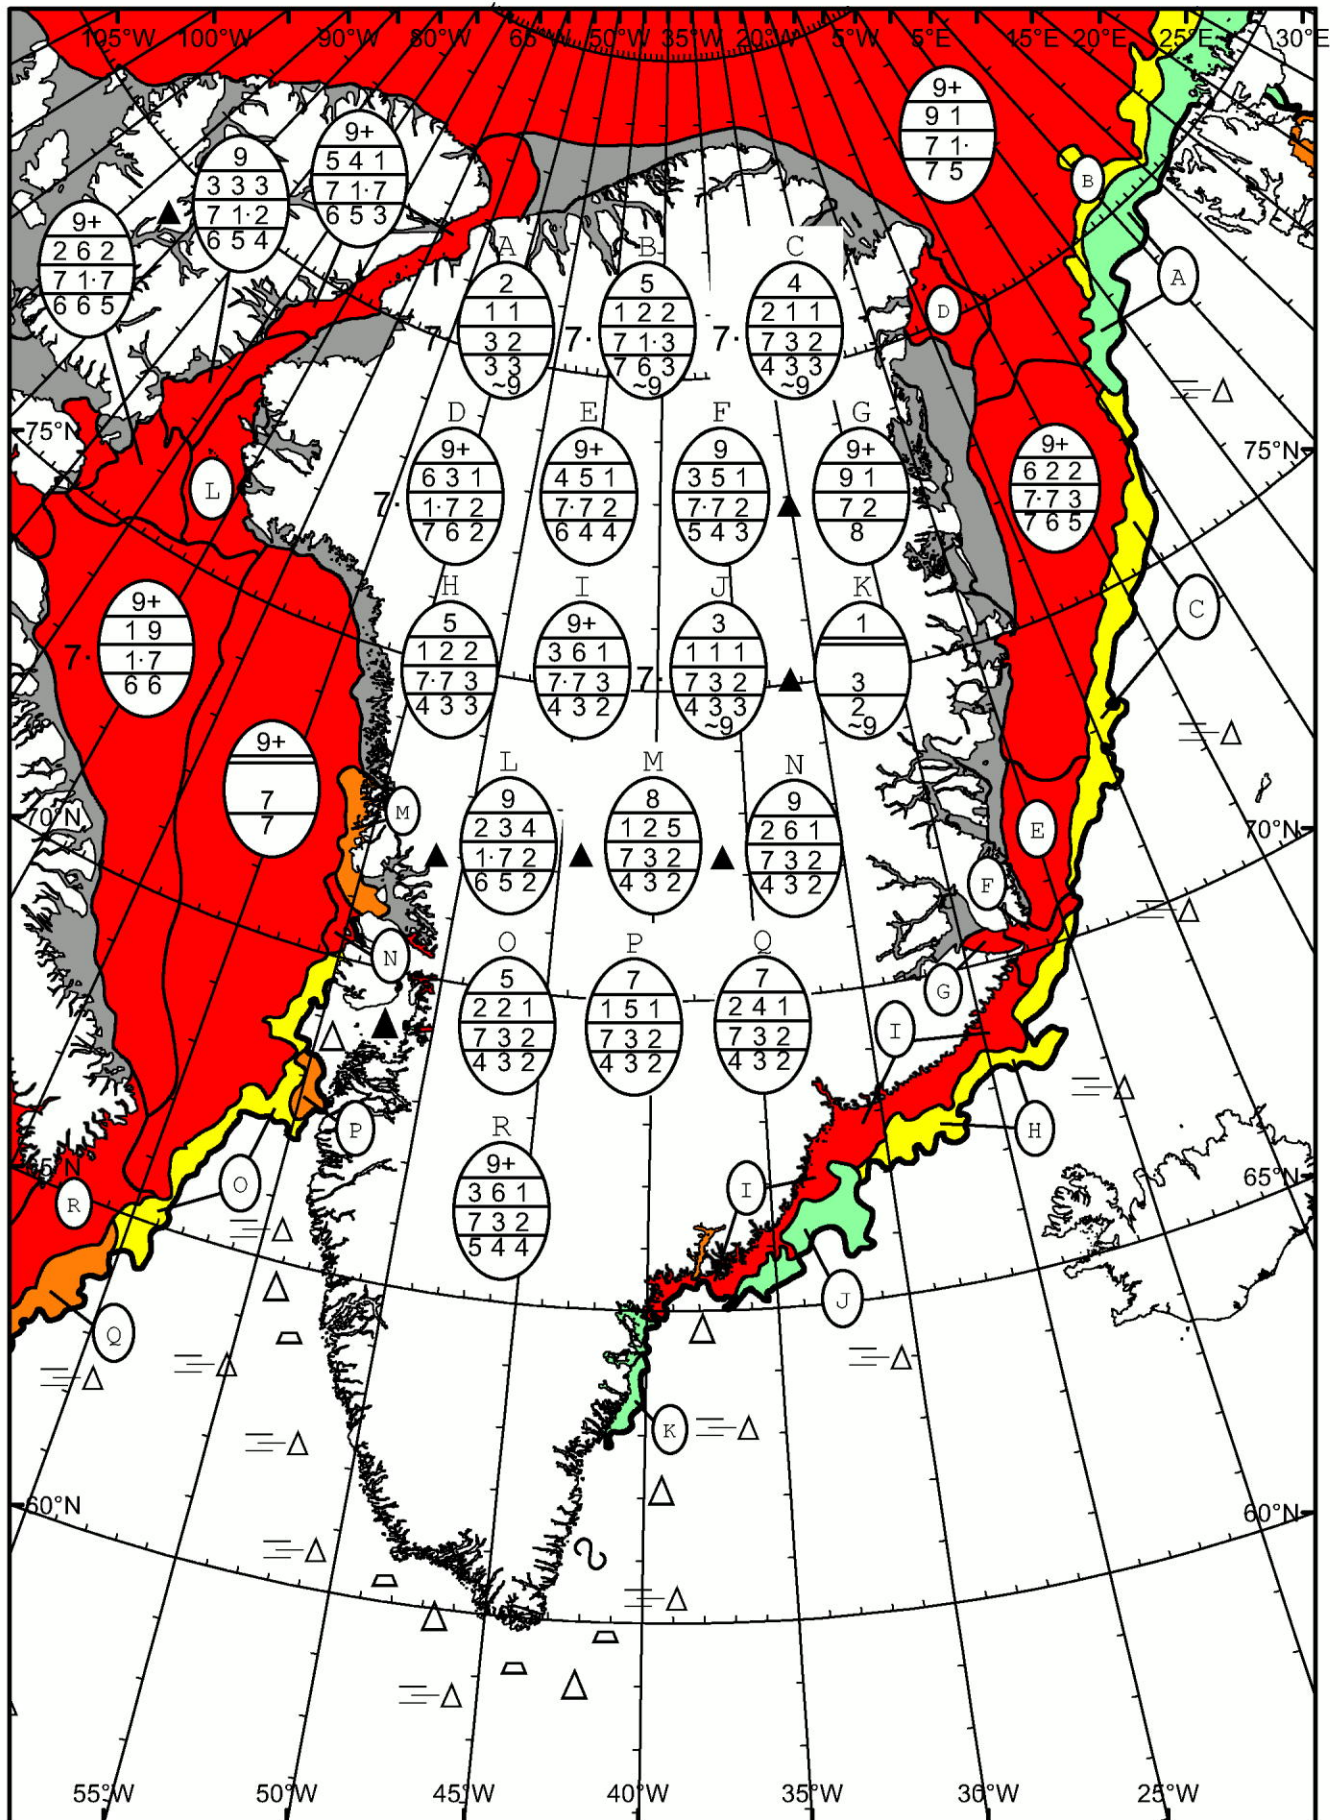 105°W 100°W 90°W 80°W 65°W 50°W 35°W 20°W 5°W 5°E 15°E 20°E 25°E 30°E
9+
9 1
7 1·
7 5
9+
5 4 1
7 1·7
6 5 3
9
3 3 3
7 1·2
6 5 4
9+
2 6 2
7 1·7
6 6 5
B
A
D
A B C
2 5 4
1 1 1 2 2 2 1 1
7· 3 2 7· 7 1·3 7· 7 3 2
3 3 7 6 3 4 3 3
~9 ~9 ~9
75°N 75°N
D E F G
9+ 9+ 9 9+
6 3 1 4 5 1 3 5 1 9 1
7· 1·7 2 7·7 2 7·7 2 7 2
7 6 2 6 4 4 5 4 3 8
9+
6 2 2
7·7 3
7 6 5
L
C
H I J K
5 9+ 3 1
1 2 2 3 6 1 1 1 1
7·7 3 7·7 3 7· 7 3 2 3
4 3 3 4 3 2 4 3 3 2
~9 ~9
9+
1 9
7· 1·7
6 6
9+
7
7
70°N 70°N
M
E
F
L M N
9 8 9
2 3 4 1 2 5 2 6 1
1·7 2 7 3 2 7 3 2
6 5 2 4 3 2 4 3 2
N
G
I
O P Q
5 7 7
2 2 1 1 5 1 2 4 1
7 3 2 7 3 2 7 3 2
4 3 2 4 3 2 4 3 2
P
H
R
9+
3 6 1
7 3 2
5 4 4
65°N 65°N
R
O
I
J
Q
K
60°N 60°N
55°W 50°W 45°W 40°W 35°W 30°W 25°W